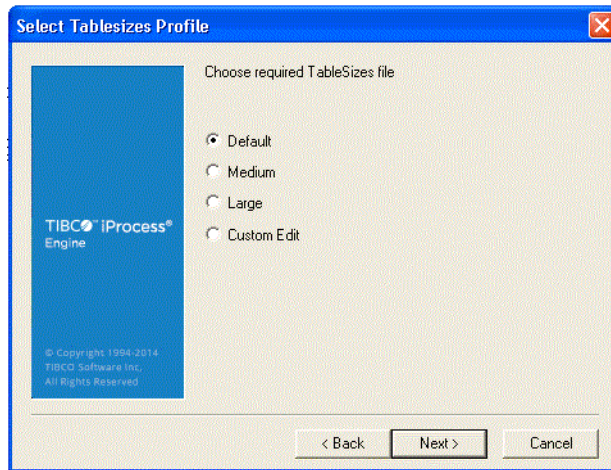 Select Tablesizes Profile
Choose required TableSizes file
Default
Medium
Large
Custom Edit
TIBCO™ iProcess®
Engine
© Copyright 1994-2014
TIBCO Software Inc,
All Rights Reserved
< Back
Next >
Cancel